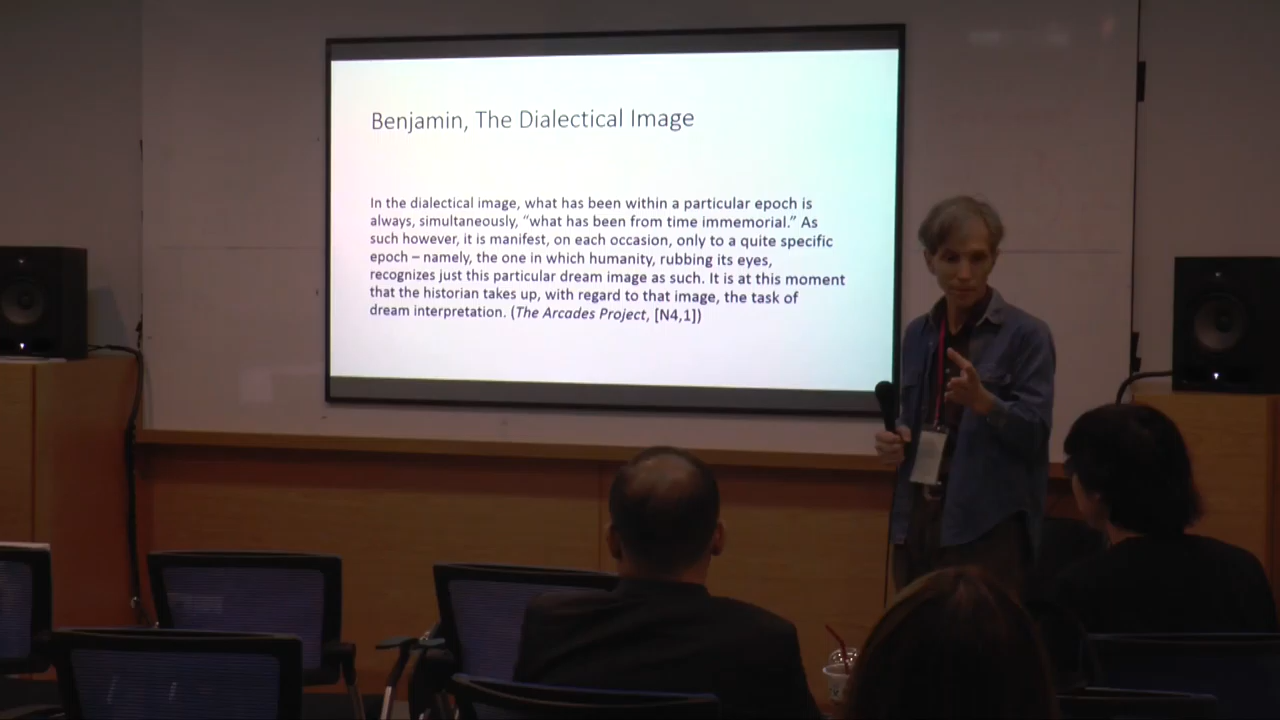 Benjamin, The Dialectical Image
In the dialectical image, what has been within a particular epoch is
always, simultaneously, “what has been from time immemorial.” As
such however, it is manifest, on each occasion, only to a quite specific
epoch – namely, the one in which humanity, rubbing its eyes,
recognizes just this particular dream image as such. It is at this moment
that the historian takes up, with regard to that image, the task of
dream interpretation. (The Arcades Project, [N4,1])